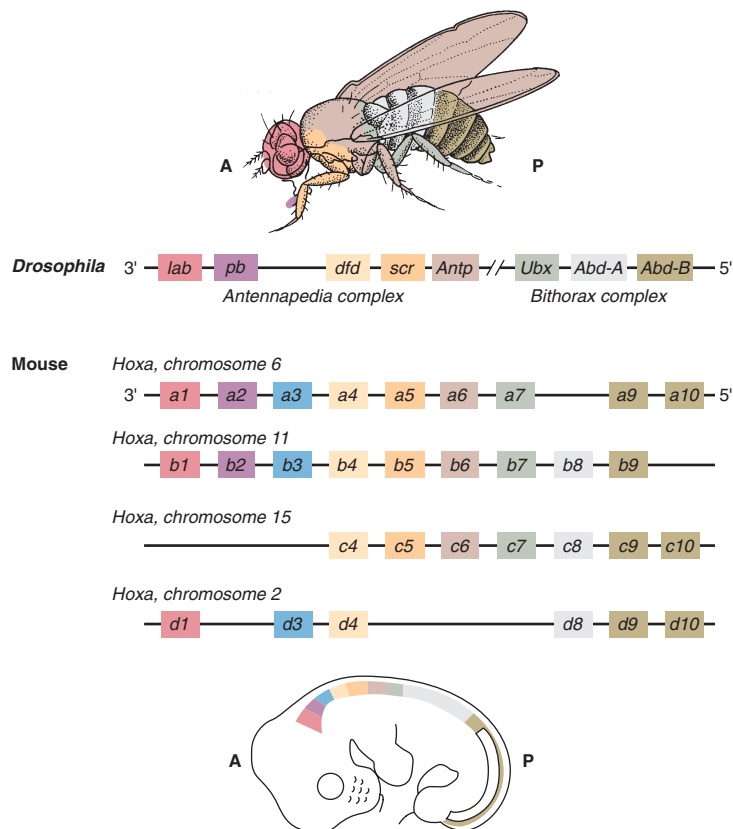 A
P
Drosophila 3' lab pb dfd scr Antp Ubx Abd-A Abd-B 5'
Antennapedia complex Bithorax complex
Mouse Hoxa, chromosome 6
3' a1 a2 a3 a4 a5 a6 a7 a9 a10 5'
Hoxa, chromosome 11
b1 b2 b3 b4 b5 b6 b7 b8 b9
Hoxa, chromosome 15
c4 c5 c6 c7 c8 c9 c10
Hoxa, chromosome 2
d1 d3 d4 d8 d9 d10
A
P